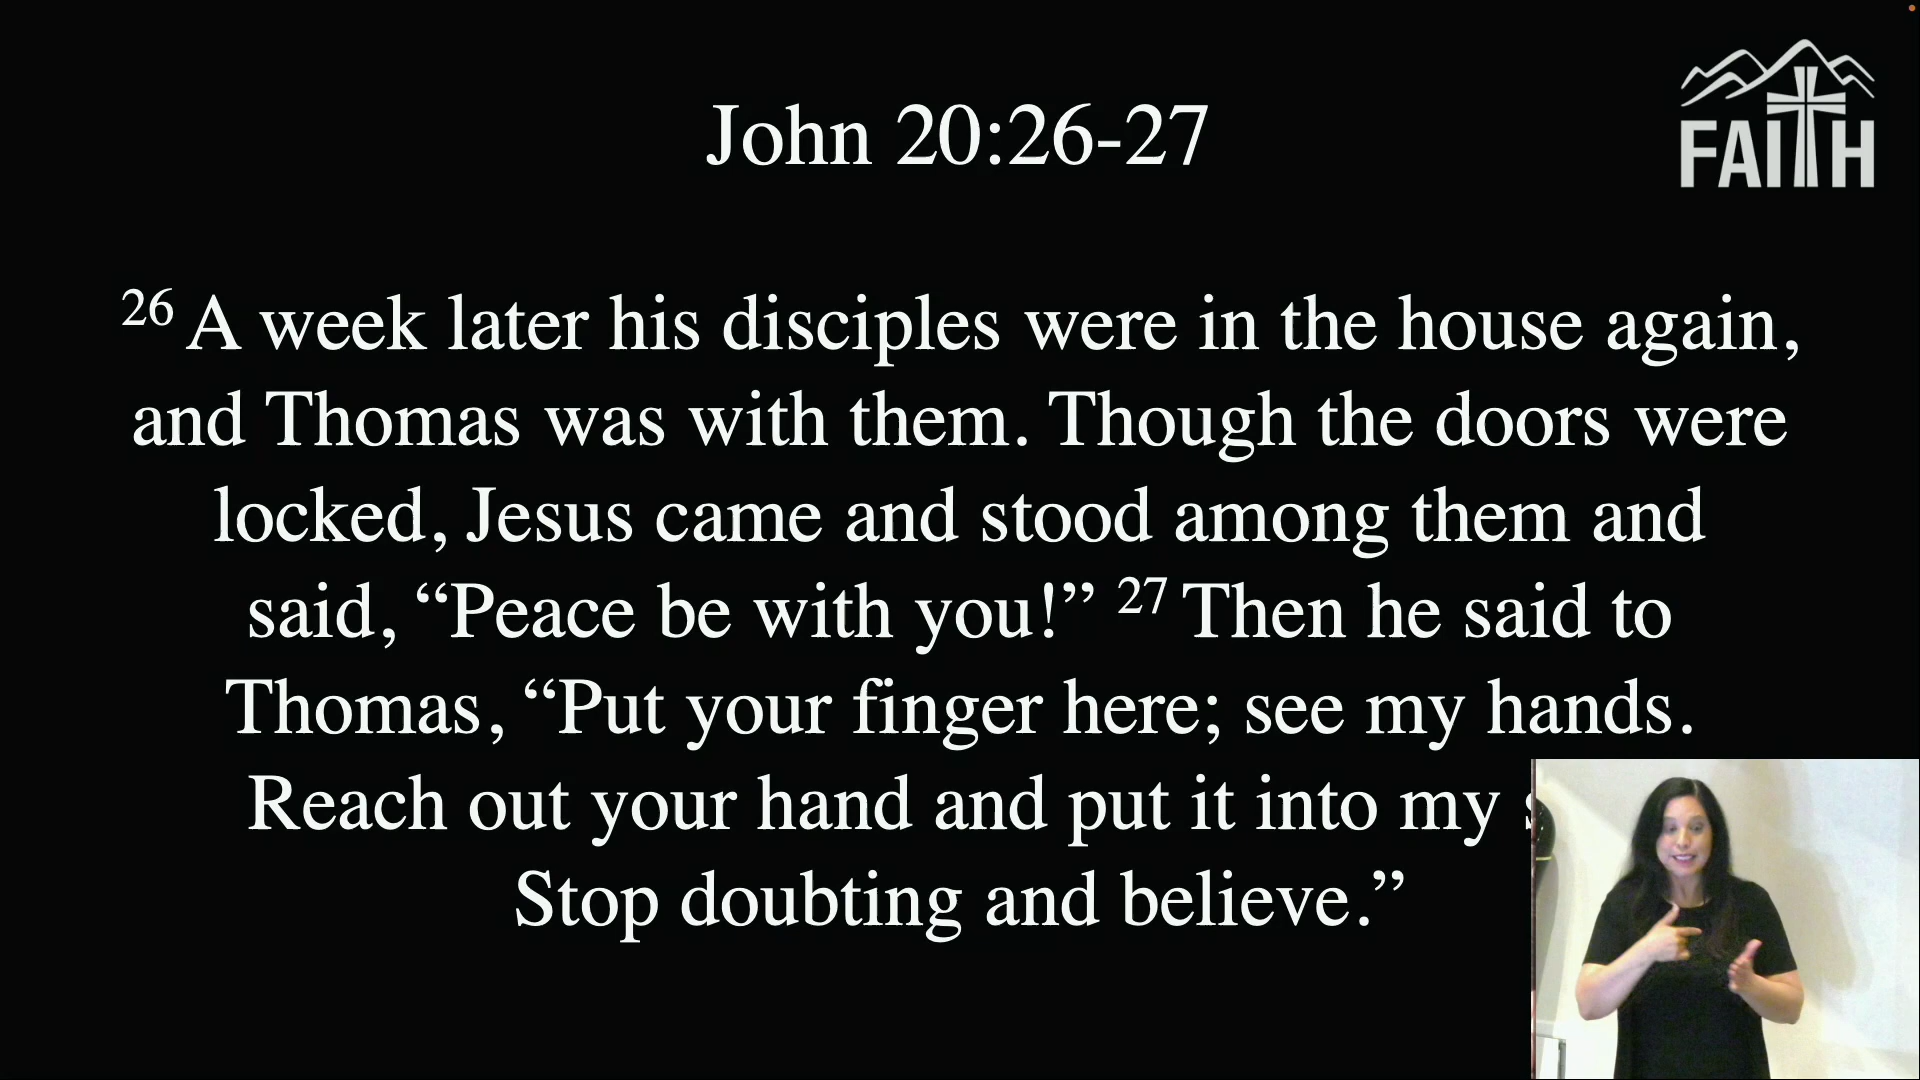 John 20:26-27
FAITH
26 A week later his disciples were in the house again,
and Thomas was with them. Though the doors were
locked, Jesus came and stood among them and
said, “Peace be with you!” 27 Then he said to
Thomas, “Put your finger here; see my hands.
Reach out your hand and put it into my
Stop doubting and believe.”